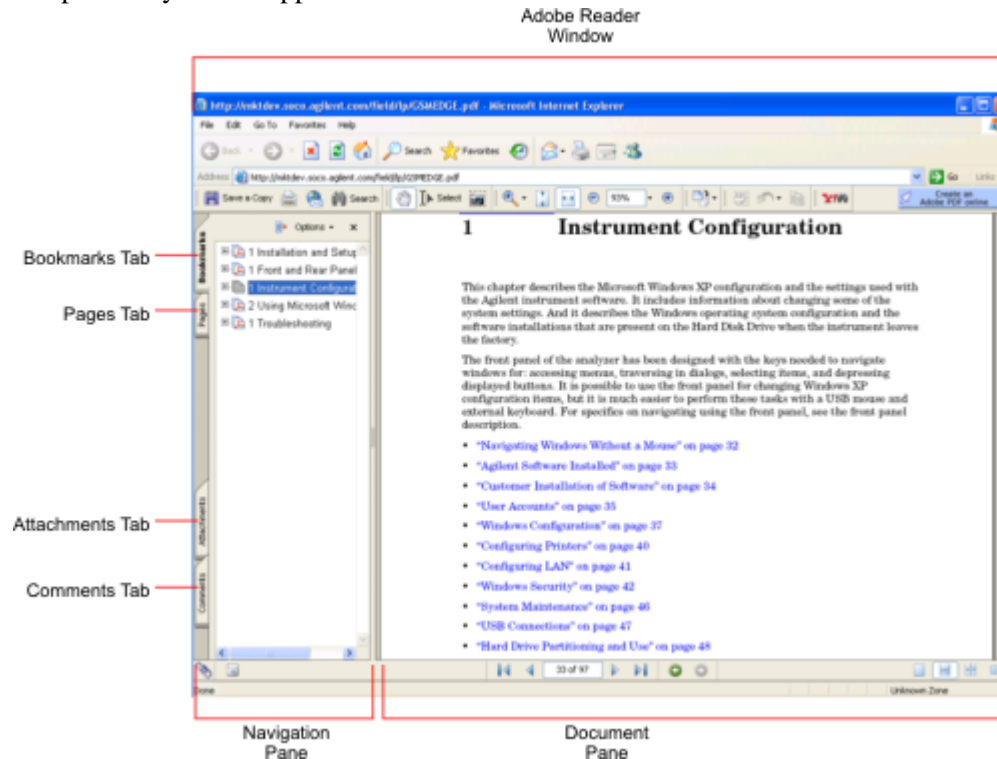 Adobe Reader
Window
http://mktdev.soco.agilent.com/field/lp/GSMEDGE.pdf - Microsoft Internet Explorer
File Edit Go To Favorites Help
Back Search Favorites
Address http://mktdev.soco.agilent.com/field/lp/GSMEDGE.pdf Go Links
Save a Copy Search Select 93% Create an
Adobe PDF online
Options
Bookmarks Tab
Bookmarks
1 Installation and Setup
1 Front and Rear Panel
1 Instrument Configurat
2 Using Microsoft Winc
1 Troubleshooting
Pages Tab
Pages
Attachments Tab
Attachments
Comments Tab
Comments
1 Instrument Configuration
This chapter describes the Microsoft Windows XP configuration and the settings used with
the Agilent instrument software. It includes information about changing some of the
system settings. And it describes the Windows operating system configuration and the
software installations that are present on the Hard Disk Drive when the instrument leaves
the factory.
The front panel of the analyzer has been designed with the keys needed to navigate
windows for: accessing menus, traversing in dialogs, selecting items, and depressing
displayed buttons. It is possible to use the front panel for changing Windows XP
configuration items, but it is much easier to perform these tasks with a USB mouse and
external keyboard. For specifics on navigating using the front panel, see the front panel
description.
• “Navigating Windows Without a Mouse” on page 32
• “Agilent Software Installed” on page 33
• “Customer Installation of Software” on page 34
• “User Accounts” on page 35
• “Windows Configuration” on page 37
• “Configuring Printers” on page 40
• “Configuring LAN” on page 41
• “Windows Security” on page 42
• “System Maintenance” on page 46
• “USB Connections” on page 47
• “Hard Drive Partitioning and Use” on page 48
33 of 97
Done Unknown Zone
Navigation
Pane
Document
Pane